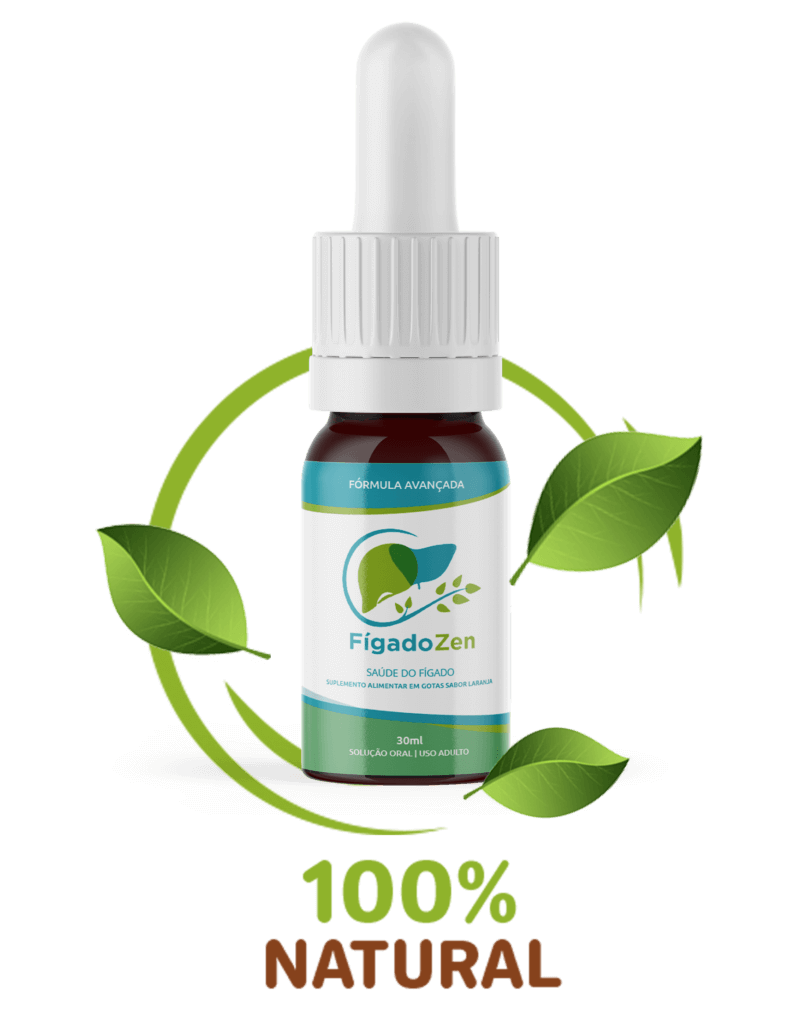 FÓRMULA AVANÇADA
FígadoZen
SAÚDE DO FÍGADO
SUPLEMENTO ALIMENTAR EM GOTAS SABOR LARANJA
30ml
SOLUÇÃO ORAL | USO ADULTO
100%
NATURAL